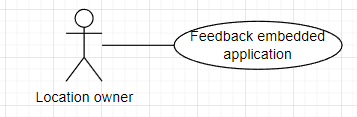 Feedback embedded
application
Location owner